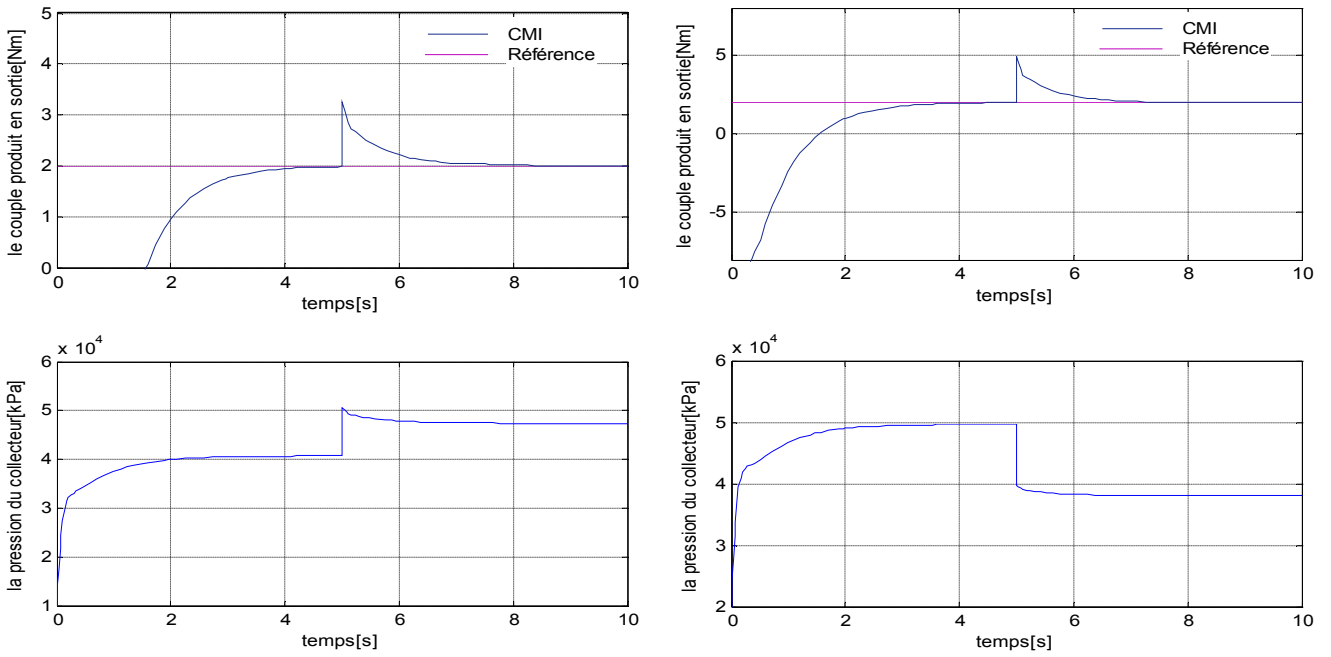 le couple produit en sortie[Nm]
5
4
3
2
1
0
CMI
Référence
0 2 4 6 8 10
temps[s]
le couple produit en sortie[Nm]
5
0
-5
CMI
Référence
0 2 4 6 8 10
temps[s]
la pression du collecteur[kPa]
x 10^4
6
5
4
3
2
1
0 2 4 6 8 10
temps[s]
la pression du collecteur[kPa]
x 10^4
6
5
4
3
2
0 2 4 6 8 10
temps[s]